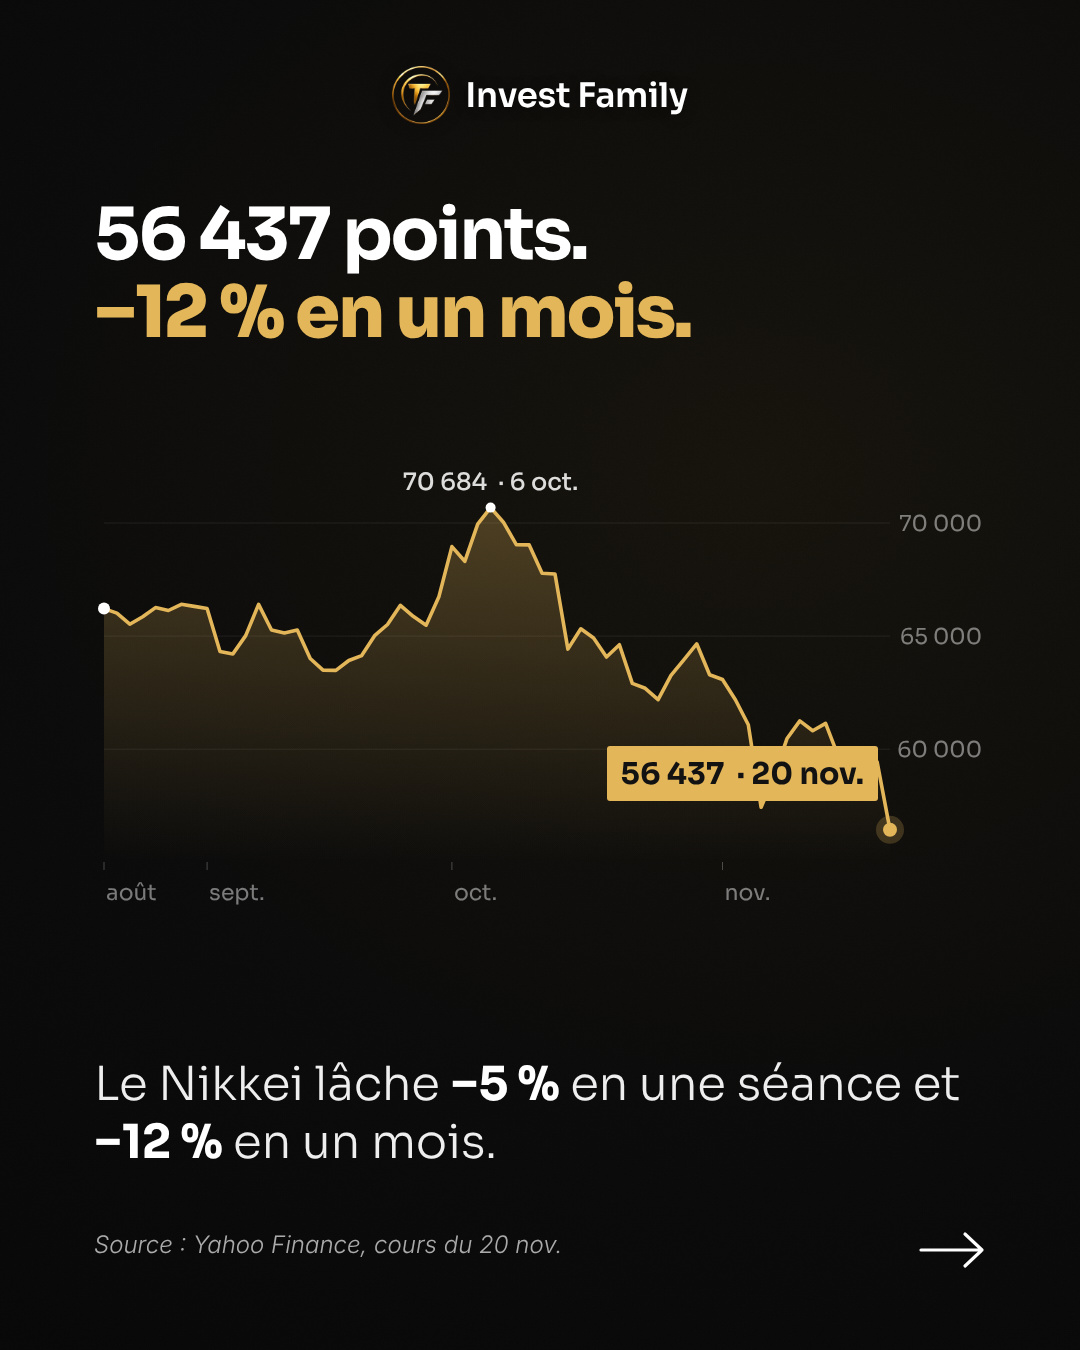 TF
Invest Family
56 437 points.
−12 % en un mois.
70 684 · 6 oct.
70 000
65 000
60 000
56 437 · 20 nov.
août sept. oct. nov.
Le Nikkei lâche −5 % en une séance et
−12 % en un mois.
Source : Yahoo Finance, cours du 20 nov.